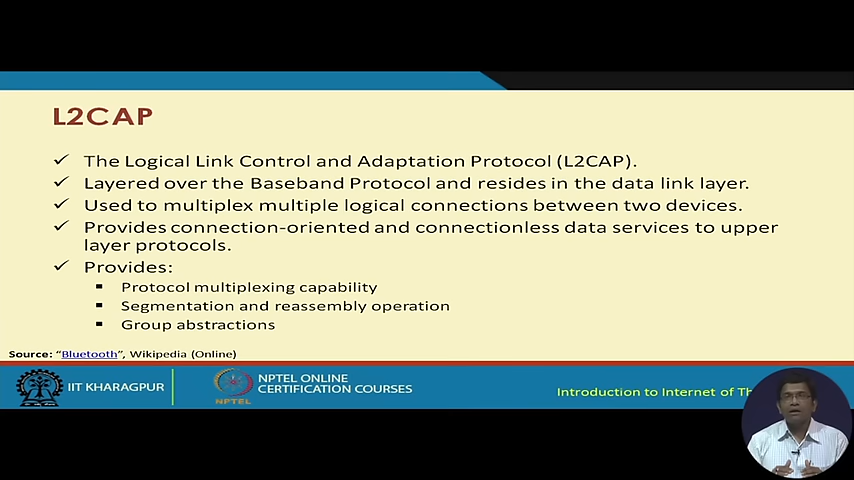 L2CAP
✓ The Logical Link Control and Adaptation Protocol (L2CAP).
✓ Layered over the Baseband Protocol and resides in the data link layer.
✓ Used to multiplex multiple logical connections between two devices.
✓ Provides connection-oriented and connectionless data services to upper
layer protocols.
✓ Provides:
▪ Protocol multiplexing capability
▪ Segmentation and reassembly operation
▪ Group abstractions
Source: “Bluetooth”, Wikipedia (Online)
IIT KHARAGPUR
NPTEL
NPTEL ONLINE
CERTIFICATION COURSES
Introduction to Internet of Th